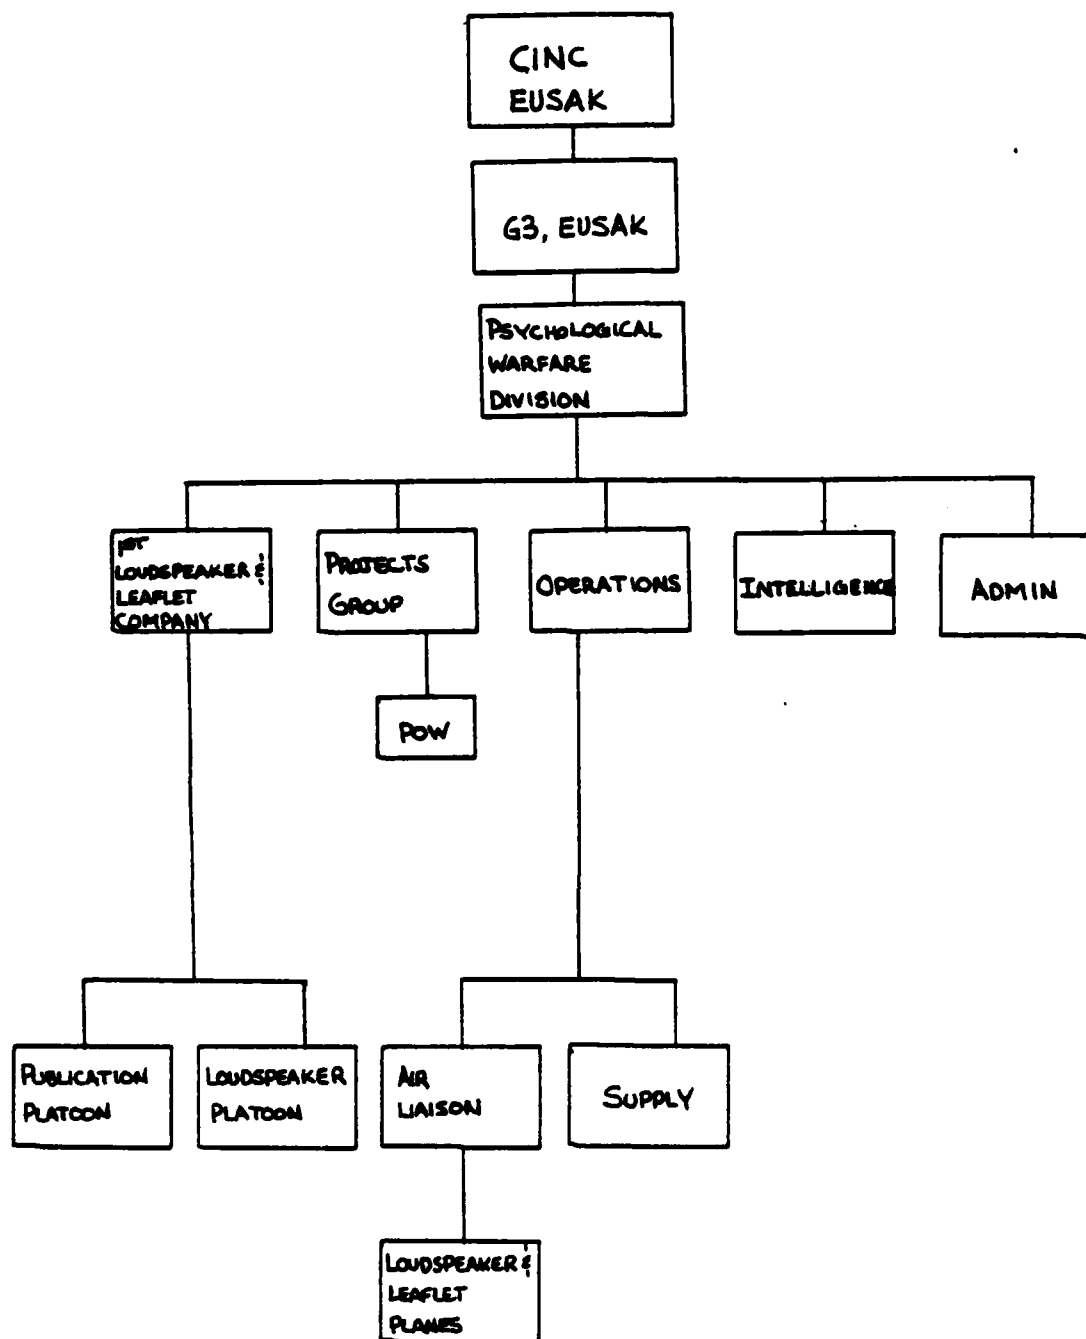 CINC
EUSAK
G3, EUSAK
PSYCHOLOGICAL
WARFARE
DIVISION
1ST
LOUDSPEAKER &
LEAFLET
COMPANY
PROJECTS
GROUP
OPERATIONS
INTELLIGENCE
ADMIN
POW
PUBLICATION
PLATOON
LOUDSPEAKER
PLATOON
AIR
LIAISON
SUPPLY
LOUDSPEAKER &
LEAFLET
PLANES